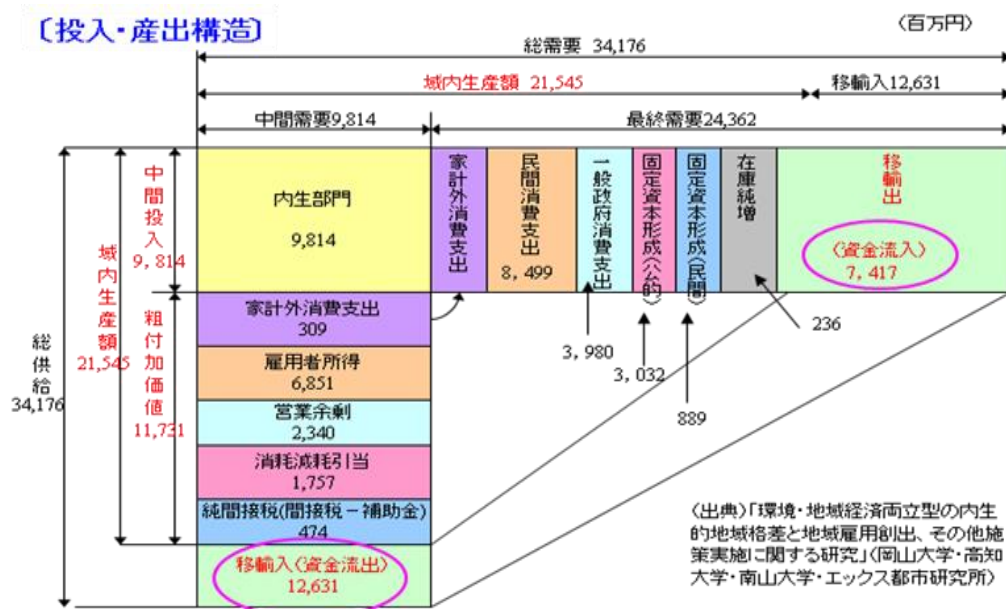 〔投入・産出構造〕
（百万円）
総需要 34,176
域内生産額 21,545
移輸入12,631
中間需要9,814
最終需要24,362
総供給
34,176
域内生産額
21,545
中間投入
9,814
粗付加価値
11,731
内生部門
9,814
家計外消費支出
民間消費支出
8,499
一般政府消費支出
固定資本形成(公的)
固定資本形成(民間)
在庫純増
移輸出
（資金流入）
7,417
3,980
3,032
889
236
家計外消費支出
309
雇用者所得
6,851
営業余剰
2,340
消耗減耗引当
1,757
純間接税(間接税－補助金)
474
移輸入（資金流出）
12,631
（出典）「環境・地域経済両立型の内生
的地域格差と地域雇用創出、その他施
策実施に関する研究」（岡山大学・高知
大学・南山大学・エックス都市研究所）